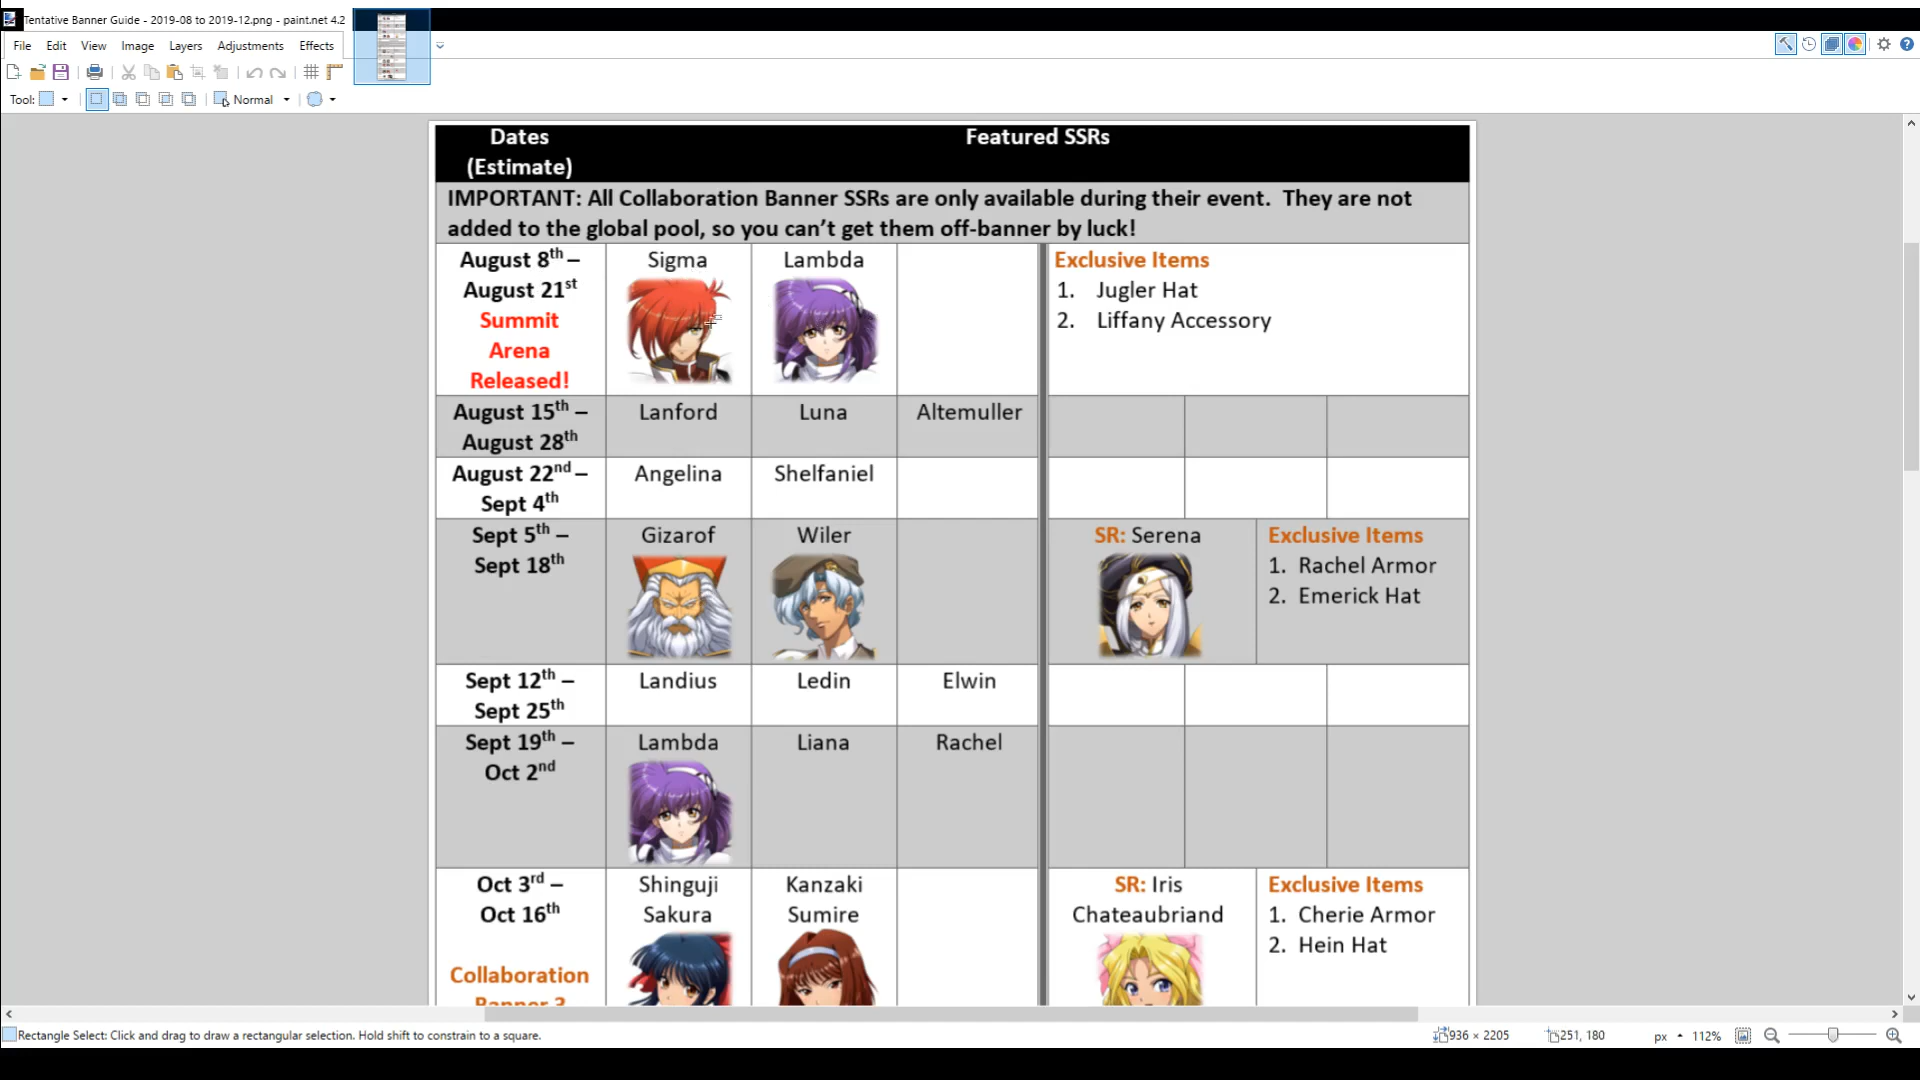 Tentative Banner Guide - 2019-08 to 2019-12.png - paint.net 4.2
File Edit View Image Layers Adjustments Effects
Tool: Normal
Dates (Estimate) Featured SSRs
IMPORTANT: All Collaboration Banner SSRs are only available during their event. They are not
added to the global pool, so you can't get them off-banner by luck!
August 8th –
August 21st
Summit
Arena
Released!
Sigma
Lambda
Exclusive Items
1. Jugler Hat
2. Liffany Accessory
August 15th –
August 28th
Lanford
Luna
Altemuller
August 22nd –
Sept 4th
Angelina
Shelfaniel
Sept 5th –
Sept 18th
Gizarof
Wiler
SR: Serena
Exclusive Items
1. Rachel Armor
2. Emerick Hat
Sept 12th –
Sept 25th
Landius
Ledin
Elwin
Sept 19th –
Oct 2nd
Lambda
Liana
Rachel
Oct 3rd –
Oct 16th
Collaboration
Banner 3
Shinguji
Sakura
Kanzaki
Sumire
SR: Iris
Chateaubriand
Exclusive Items
1. Cherie Armor
2. Hein Hat
Rectangle Select: Click and drag to draw a rectangular selection. Hold shift to constrain to a square.
936 × 2205
251, 180
px
112%